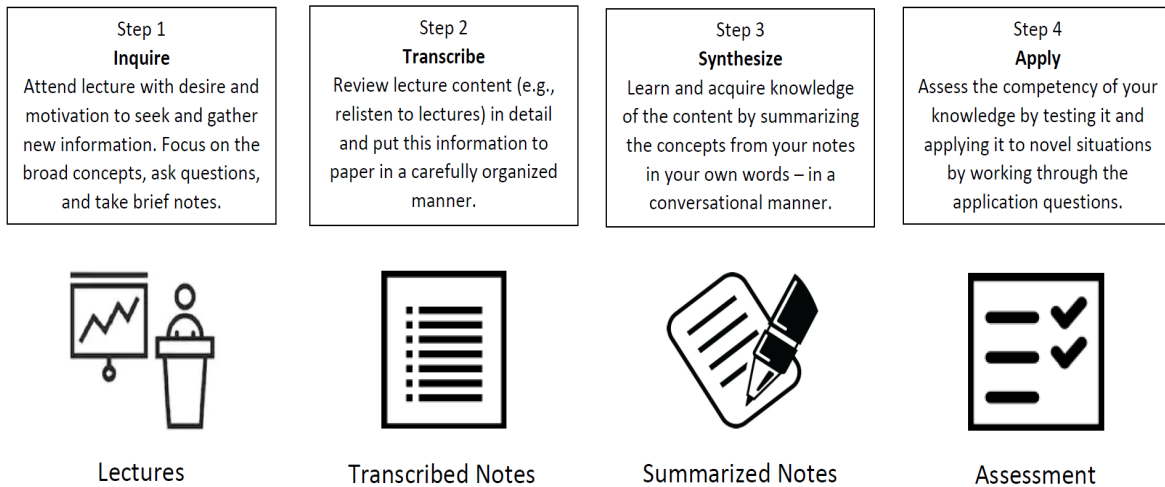 Step 1
Inquire
Attend lecture with desire and
motivation to seek and gather
new information. Focus on the
broad concepts, ask questions,
and take brief notes.
Step 2
Transcribe
Review lecture content (e.g.,
relisten to lectures) in detail
and put this information to
paper in a carefully organized
manner.
Step 3
Synthesize
Learn and acquire knowledge
of the content by summarizing
the concepts from your notes
in your own words – in a
conversational manner.
Step 4
Apply
Assess the competency of your
knowledge by testing it and
applying it to novel situations
by working through the
application questions.
Lectures
Transcribed Notes
Summarized Notes
Assessment